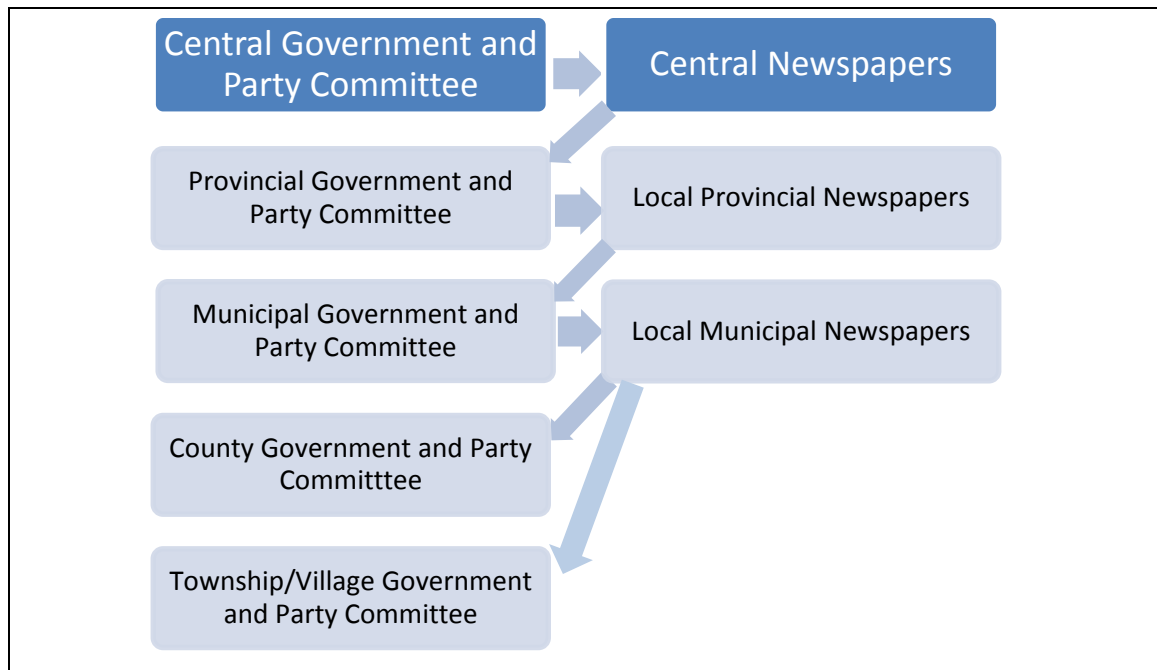 Central Government and
Party Committee
Central Newspapers
Provincial Government and
Party Committee
Local Provincial Newspapers
Municipal Government and
Party Committee
Local Municipal Newspapers
County Government and Party
Committtee
Township/Village Government
and Party Committee